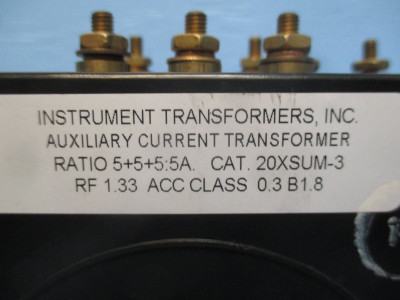 INSTRUMENT TRANSFORMERS, INC.
AUXILIARY CURRENT TRANSFORMER
RATIO 5+5+5:5A. CAT. 20XSUM-3
RF 1.33 ACC CLASS 0.3 B1.8